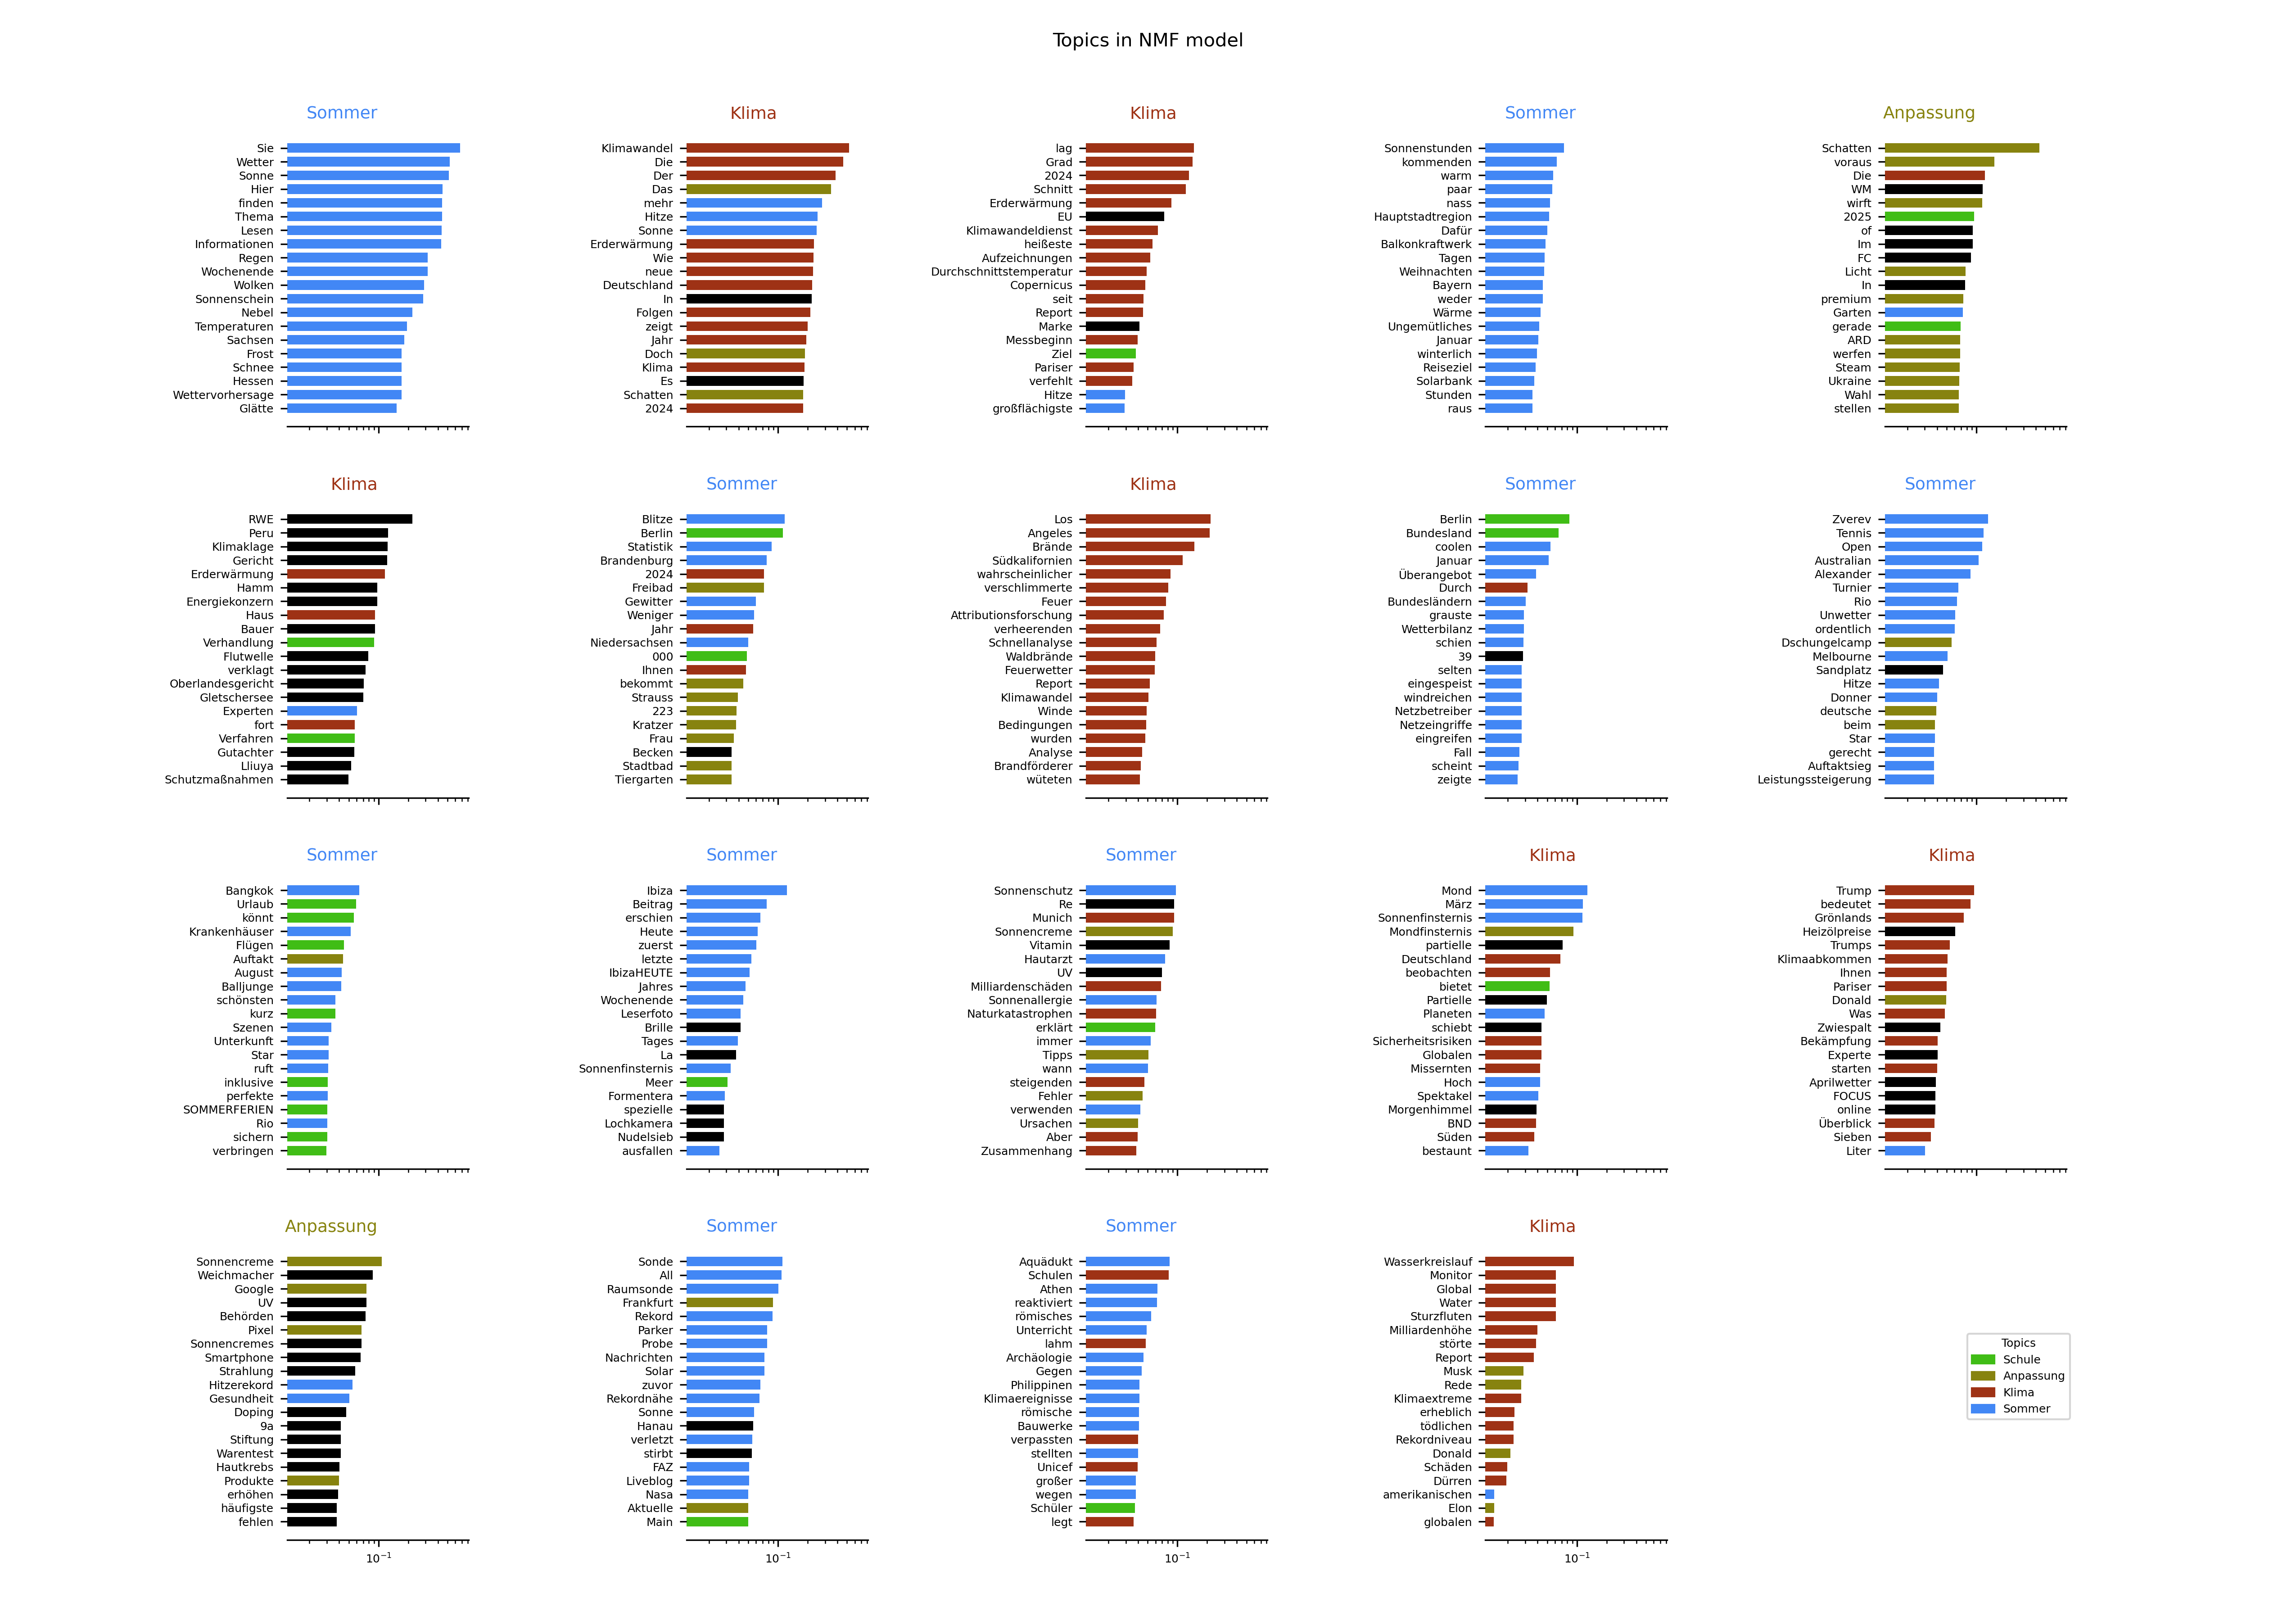 Topics in NMF model
Sommer
Sie
Wetter
Sonne
Hier
finden
Thema
Lesen
Informationen
Regen
Wochenende
Wolken
Sonnenschein
Nebel
Temperaturen
Sachsen
Frost
Schnee
Hessen
Wettervorhersage
Glätte
Klima
Klimawandel
Die
Der
Das
mehr
Hitze
Sonne
Erderwärmung
Wie
neue
Deutschland
In
Folgen
zeigt
Jahr
Doch
Klima
Es
Schatten
2024
Klima
lag
Grad
2024
Schnitt
Erderwärmung
EU
Klimawandeldienst
heißeste
Aufzeichnungen
Durchschnittstemperatur
Copernicus
seit
Report
Marke
Messbeginn
Ziel
Pariser
verfehlt
Hitze
großflächigste
Sommer
Sonnenstunden
kommenden
warm
paar
nass
Hauptstadtregion
Dafür
Balkonkraftwerk
Tagen
Weihnachten
Bayern
weder
Wärme
Ungemütliches
Januar
winterlich
Reiseziel
Solarbank
Stunden
raus
Anpassung
Schatten
voraus
Die
WM
wirft
2025
of
Im
FC
Licht
In
premium
Garten
gerade
ARD
werfen
Steam
Ukraine
Wahl
stellen
Klima
RWE
Peru
Klimaklage
Gericht
Erderwärmung
Hamm
Energiekonzern
Haus
Bauer
Verhandlung
Flutwelle
verklagt
Oberlandesgericht
Gletschersee
Experten
fort
Verfahren
Gutachter
Lliuya
Schutzmaßnahmen
Sommer
Blitze
Berlin
Statistik
Brandenburg
2024
Freibad
Gewitter
Weniger
Jahr
Niedersachsen
000
Ihnen
bekommt
Strauss
223
Kratzer
Frau
Becken
Stadtbad
Tiergarten
Klima
Los
Angeles
Brände
Südkalifornien
wahrscheinlicher
verschlimmerte
Feuer
Attributionsforschung
verheerenden
Schnellanalyse
Waldbrände
Feuerwetter
Report
Klimawandel
Winde
Bedingungen
wurden
Analyse
Brandförderer
wüteten
Sommer
Berlin
Bundesland
coolen
Januar
Überangebot
Durch
Bundesländern
grauste
Wetterbilanz
schien
39
selten
eingespeist
windreichen
Netzbetreiber
Netzeingriffe
eingreifen
Fall
scheint
zeigte
Sommer
Zverev
Tennis
Open
Australian
Alexander
Turnier
Rio
Unwetter
ordentlich
Dschungelcamp
Melbourne
Sandplatz
Hitze
Donner
deutsche
beim
Star
gerecht
Auftaktsieg
Leistungssteigerung
Sommer
Bangkok
Urlaub
könnt
Krankenhäuser
Flügen
Auftakt
August
Balljunge
schönsten
kurz
Szenen
Unterkunft
Star
ruft
inklusive
perfekte
SOMMERFERIEN
Rio
sichern
verbringen
Sommer
Ibiza
Beitrag
erschien
Heute
zuerst
letzte
IbizaHEUTE
Jahres
Wochenende
Leserfoto
Brille
Tages
La
Sonnenfinsternis
Meer
Formentera
spezielle
Lochkamera
Nudelsieb
ausfallen
Sommer
Sonnenschutz
Re
Munich
Sonnencreme
Vitamin
Hautarzt
UV
Milliardenschäden
Sonnenallergie
Naturkatastrophen
erklärt
immer
Tipps
wann
steigenden
Fehler
verwenden
Ursachen
Aber
Zusammenhang
Klima
Mond
März
Sonnenfinsternis
Mondfinsternis
partielle
Deutschland
beobachten
bietet
Partielle
Planeten
schiebt
Sicherheitsrisiken
Globalen
Missernten
Hoch
Spektakel
Morgenhimmel
BND
Süden
bestaunt
Klima
Trump
bedeutet
Grönlands
Heizölpreise
Trumps
Klimaabkommen
Ihnen
Pariser
Donald
Was
Zwiespalt
Bekämpfung
Experte
starten
Aprilwetter
FOCUS
online
Überblick
Sieben
Liter
Anpassung
Sonnencreme
Weichmacher
Google
UV
Behörden
Pixel
Sonnencremes
Smartphone
Strahlung
Hitzerekord
Gesundheit
Doping
9a
Stiftung
Warentest
Hautkrebs
Produkte
erhöhen
häufigste
fehlen
10⁻¹
Sommer
Sonde
All
Raumsonde
Frankfurt
Rekord
Parker
Probe
Nachrichten
Solar
zuvor
Rekordnähe
Sonne
Hanau
verletzt
stirbt
FAZ
Liveblog
Nasa
Aktuelle
Main
10⁻¹
Sommer
Aquädukt
Schulen
Athen
reaktiviert
römisches
Unterricht
lahm
Archäologie
Gegen
Philippinen
Klimaereignisse
römische
Bauwerke
verpassten
stellten
Unicef
großer
wegen
Schüler
legt
10⁻¹
Klima
Wasserkreislauf
Monitor
Global
Water
Sturzfluten
Milliardenhöhe
störte
Report
Musk
Rede
Klimaextreme
erheblich
tödlichen
Rekordniveau
Donald
Schäden
Dürren
amerikanischen
Elon
globalen
10⁻¹
Topics
Schule
Anpassung
Klima
Sommer